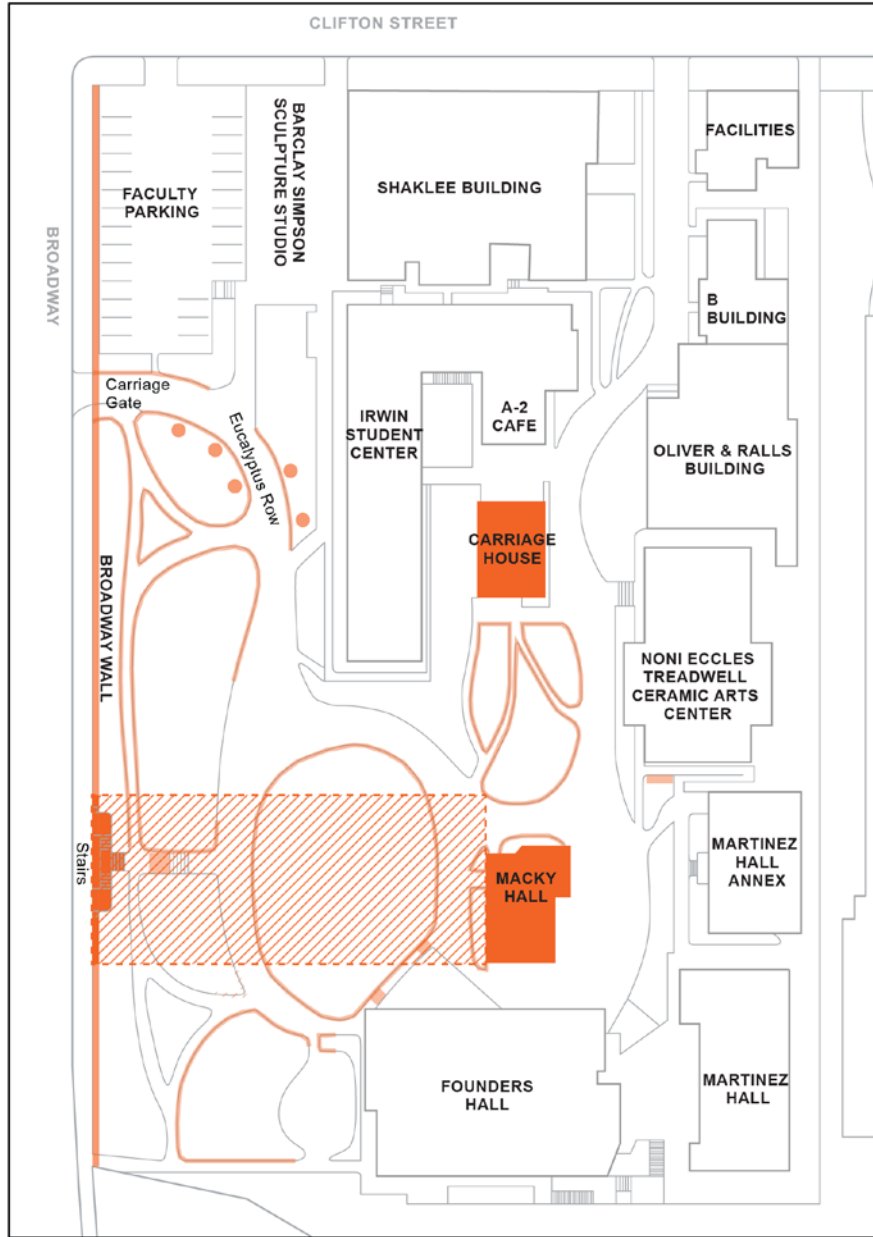 CLIFTON STREET
BROADWAY
FACULTY
PARKING
BARCLAY SIMPSON
SCULPTURE STUDIO
SHAKLEE BUILDING
FACILITIES
B
BUILDING
Carriage
Gate
Eucalyptus Row
IRWIN
STUDENT
CENTER
A-2
CAFE
OLIVER & RALLS
BUILDING
CARRIAGE
HOUSE
BROADWAY WALL
NONI ECCLES
TREADWELL
CERAMIC ARTS
CENTER
Stairs
MACKY
HALL
MARTINEZ
HALL
ANNEX
FOUNDERS
HALL
MARTINEZ
HALL